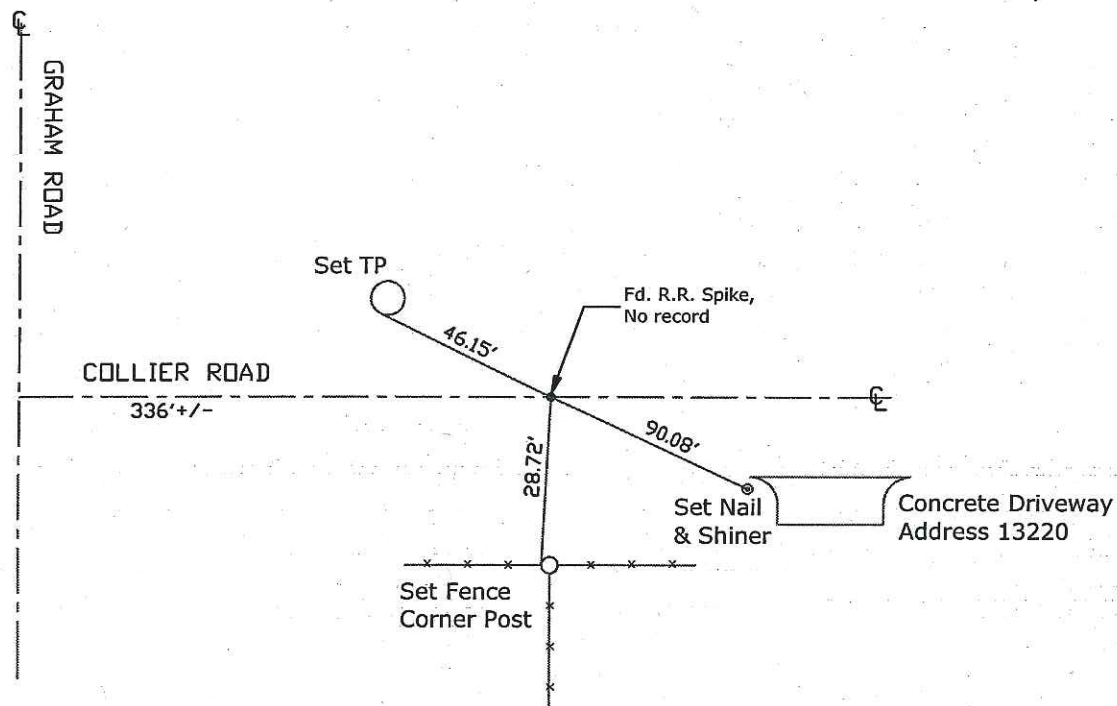 ℄
GRAHAM ROAD
Set TP
Fd. R.R. Spike,
No record
46.15'
COLLIER ROAD
336'+/-
℄
90.08'
28.72'
Set Nail
& Shiner
Concrete Driveway
Address 13220
Set Fence
Corner Post